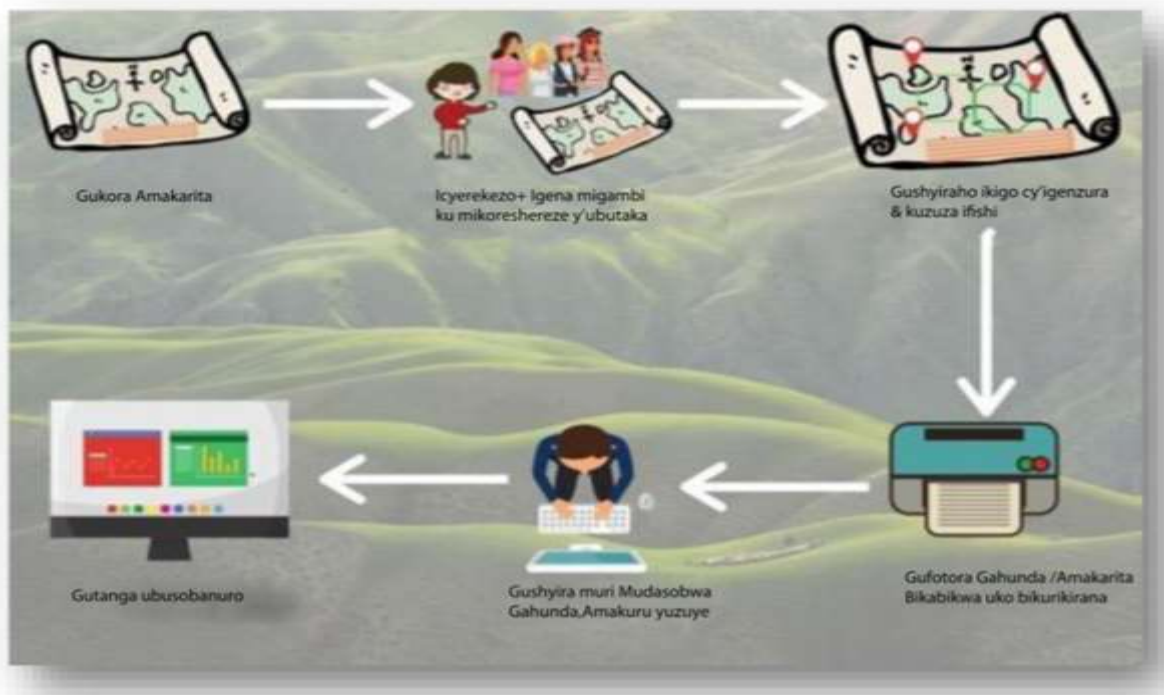 Gukora Amakarita
Icyerekezo+ Igena migambi
ku mikoreshereze y'ubutaka
Gushyiraho ikigo cy'igenzura
& kuzuza ifishi
Gufotora Gahunda /Amakarita
Bikabikwa uko bikurikirana
Gushyira muri Mudasobwa
Gahunda,Amakuru yuzuye
Gutanga ubusobanuro